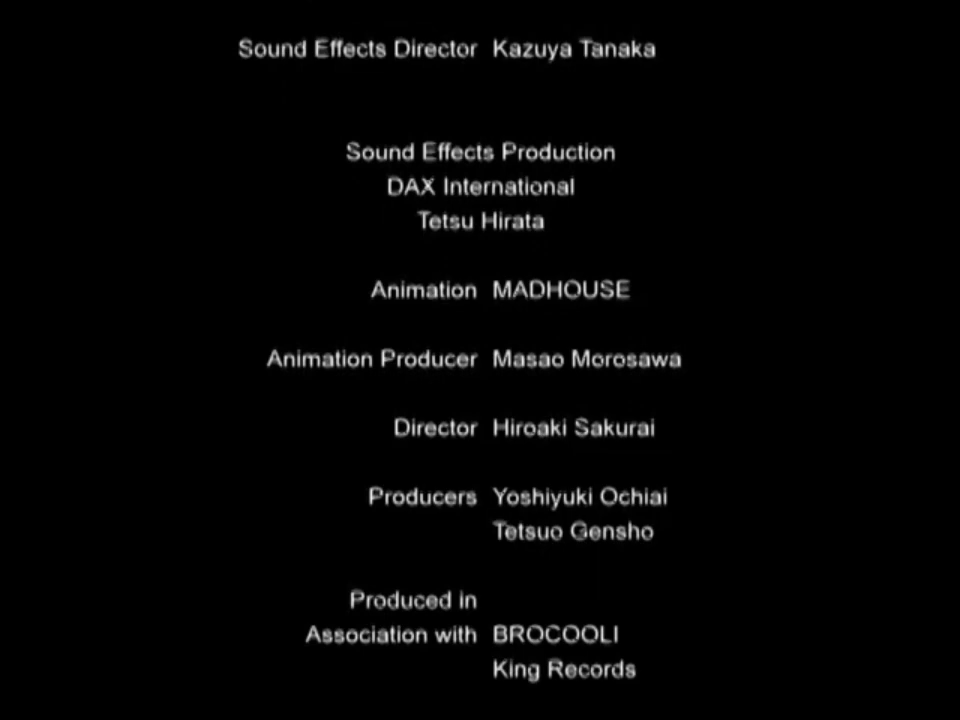 Sound Effects Director Kazuya Tanaka
Sound Effects Production
DAX International
Tetsu Hirata
Animation MADHOUSE
Animation Producer Masao Morosawa
Director Hiroaki Sakurai
Producers Yoshiyuki Ochiai
Tetsuo Gensho
Produced in
Association with BROCOOLI
King Records